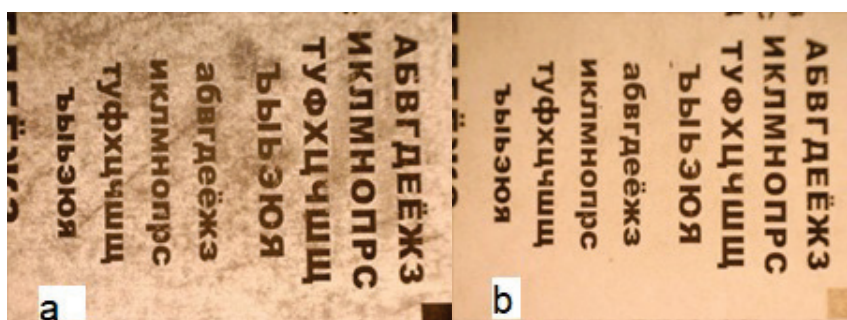 АБВГДЕЁЖЗ
ИКЛМНОПРС
ТУФХЦЧШЩ
ЪЫЬЭЮЯ
абвгдеёжз
иклмнопрс
туфхцчшщ
ъыьэюя
a
АБВГДЕЁЖЗ
ИКЛМНОПРС
ТУФХЦЧШЩ
ЪЫЬЭЮЯ
абвгдеёжз
иклмнопрс
туфхцчшщ
ъыьэюя
b